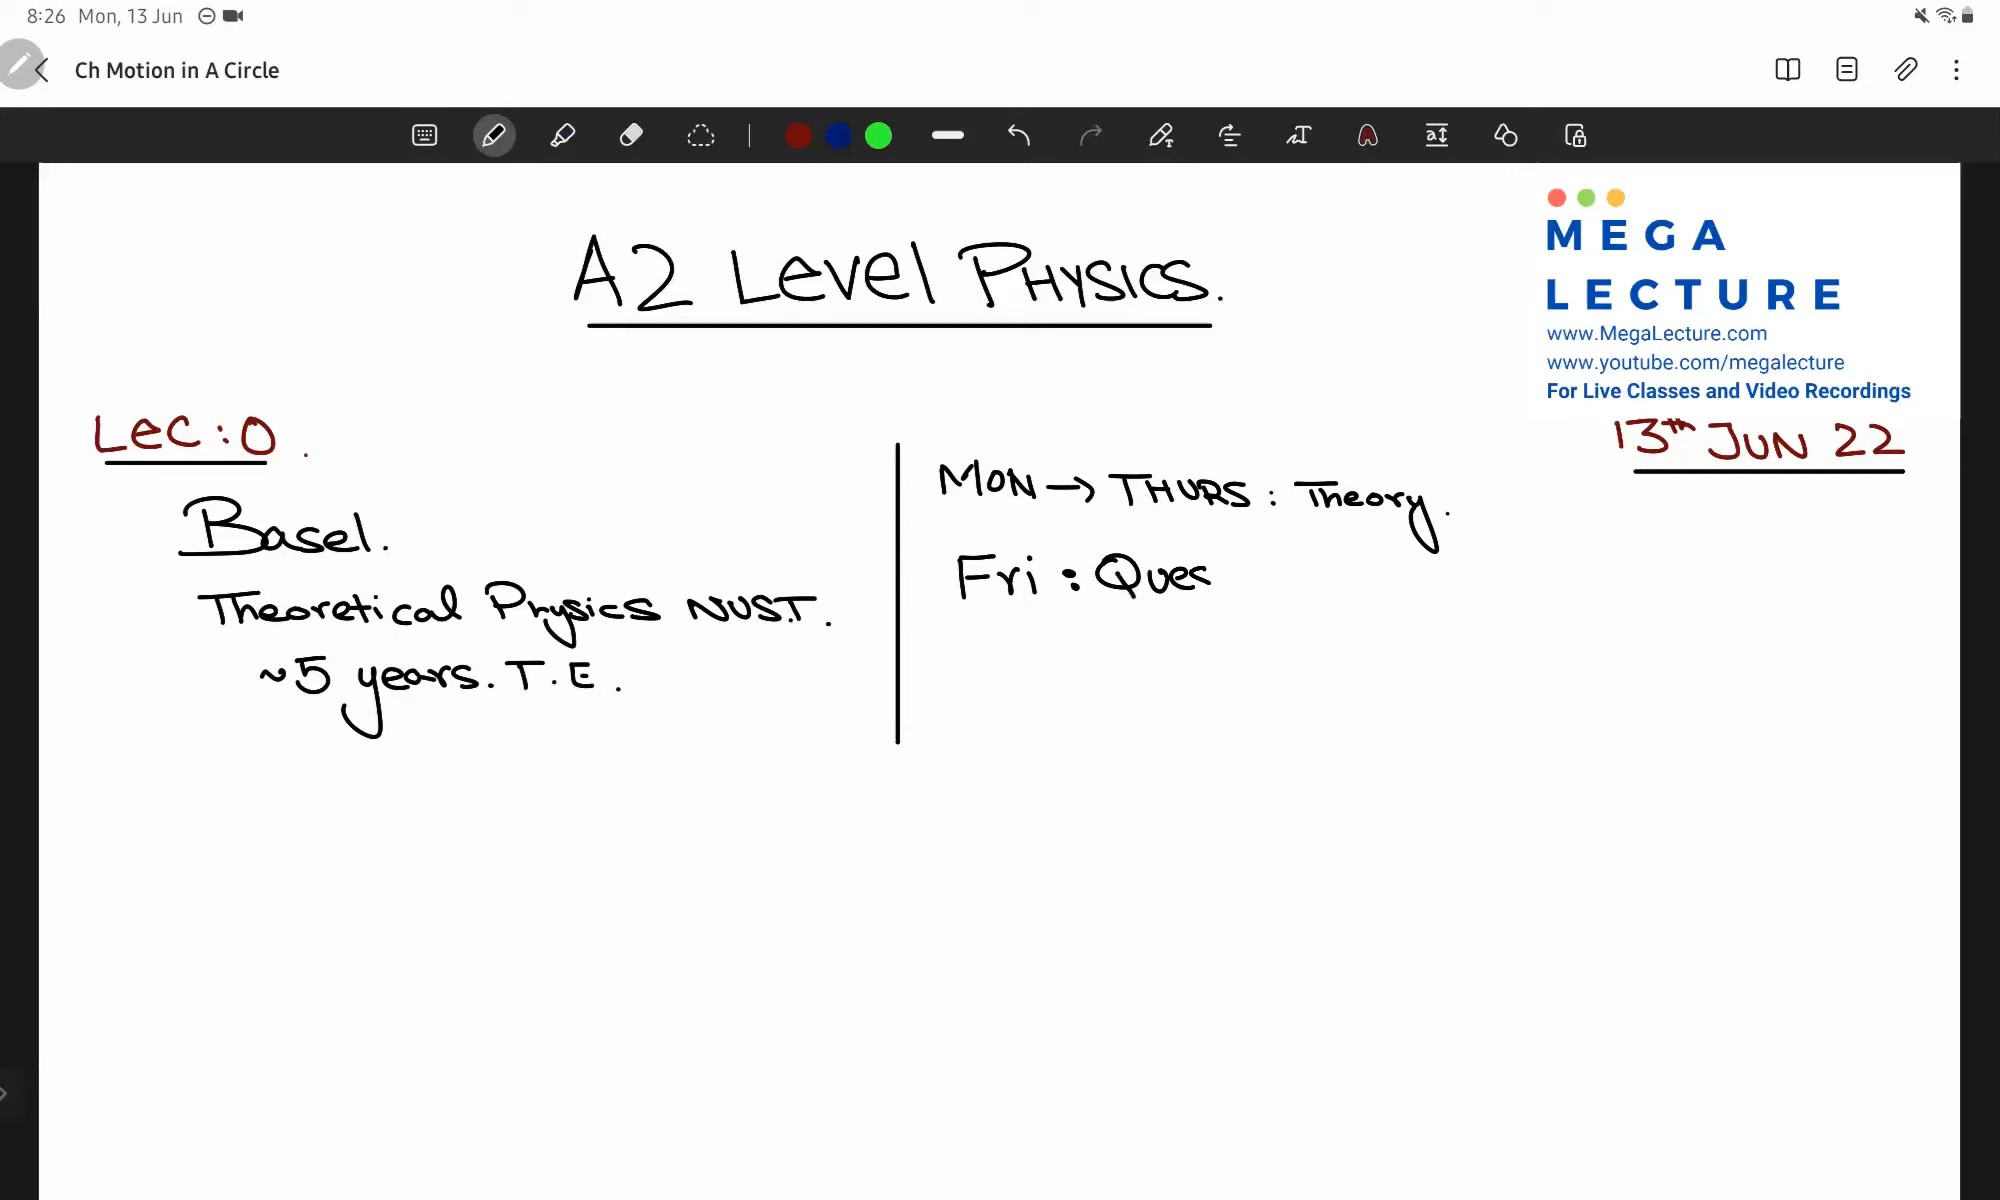 8:26 Mon, 13 Jun
Ch Motion in A Circle
A2 Level PHYSICS.
MEGA
LECTURE
www.MegaLecture.com
www.youtube.com/megalecture
For Live Classes and Video Recordings
Lec:0.
13th JUN 22
Basel.
Theoretical Physics NUST.
~5 years. T.E.
MON → THURS: Theory.
Fri: Ques